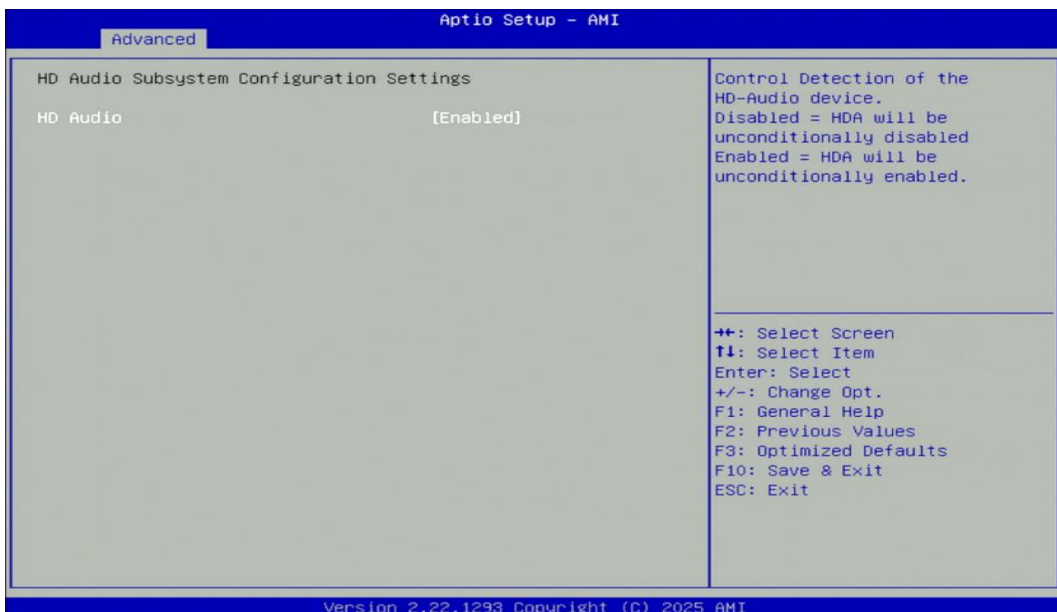 Aptio Setup – AMI
Advanced
HD Audio Subsystem Configuration Settings
HD Audio [Enabled]
Control Detection of the
HD-Audio device.
Disabled = HDA will be
unconditionally disabled
Enabled = HDA will be
unconditionally enabled.
→←: Select Screen
↑↓: Select Item
Enter: Select
+/-: Change Opt.
F1: General Help
F2: Previous Values
F3: Optimized Defaults
F10: Save & Exit
ESC: Exit
Version 2.22.1293 Copyright (C) 2025 AMI